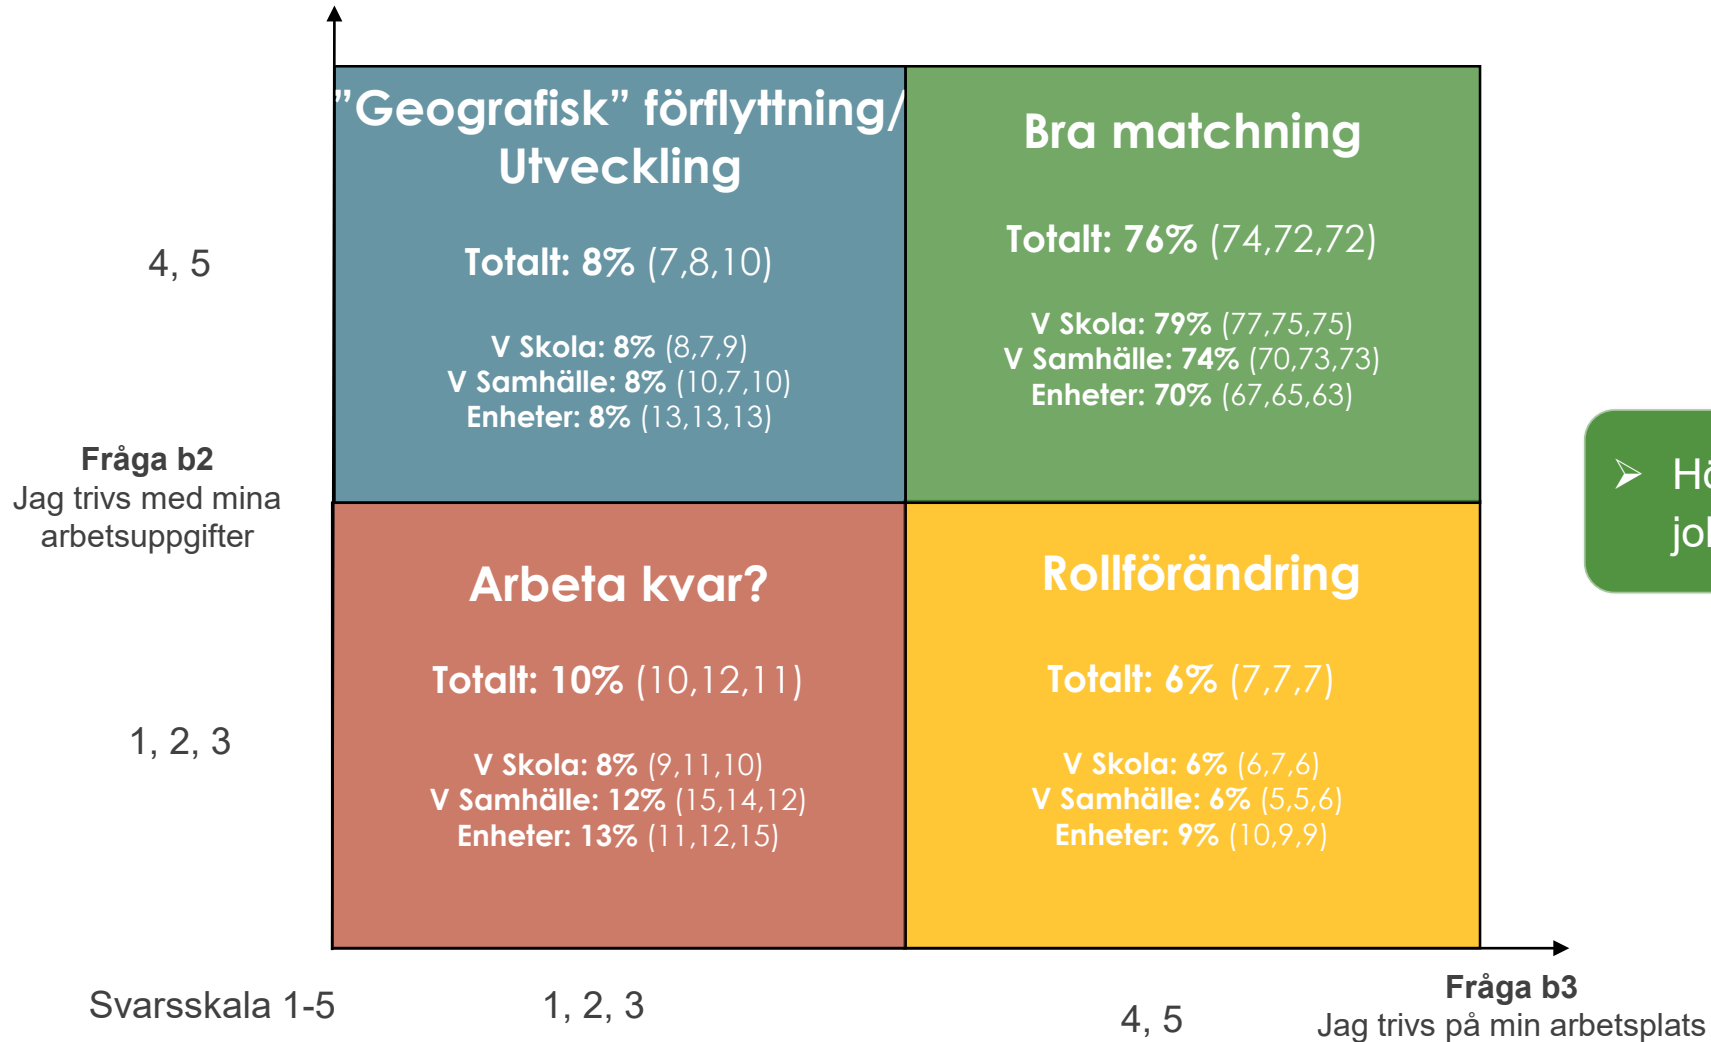 ”Geografisk” förflyttning/
Utveckling
Totalt: 8% (7,8,10)
V Skola: 8% (8,7,9)
V Samhälle: 8% (10,7,10)
Enheter: 8% (13,13,13)
Bra matchning
Totalt: 76% (74,72,72)
V Skola: 79% (77,75,75)
V Samhälle: 74% (70,73,73)
Enheter: 70% (67,65,63)
4, 5
Fråga b2
Jag trivs med mina
arbetsuppgifter
Arbeta kvar?
Totalt: 10% (10,12,11)
V Skola: 8% (9,11,10)
V Samhälle: 12% (15,14,12)
Enheter: 13% (11,12,15)
Rollförändring
Totalt: 6% (7,7,7)
V Skola: 6% (6,7,6)
V Samhälle: 6% (5,5,6)
Enheter: 9% (10,9,9)
1, 2, 3
Svarsskala 1-5
1, 2, 3
4, 5
Fråga b3
Jag trivs på min arbetsplats